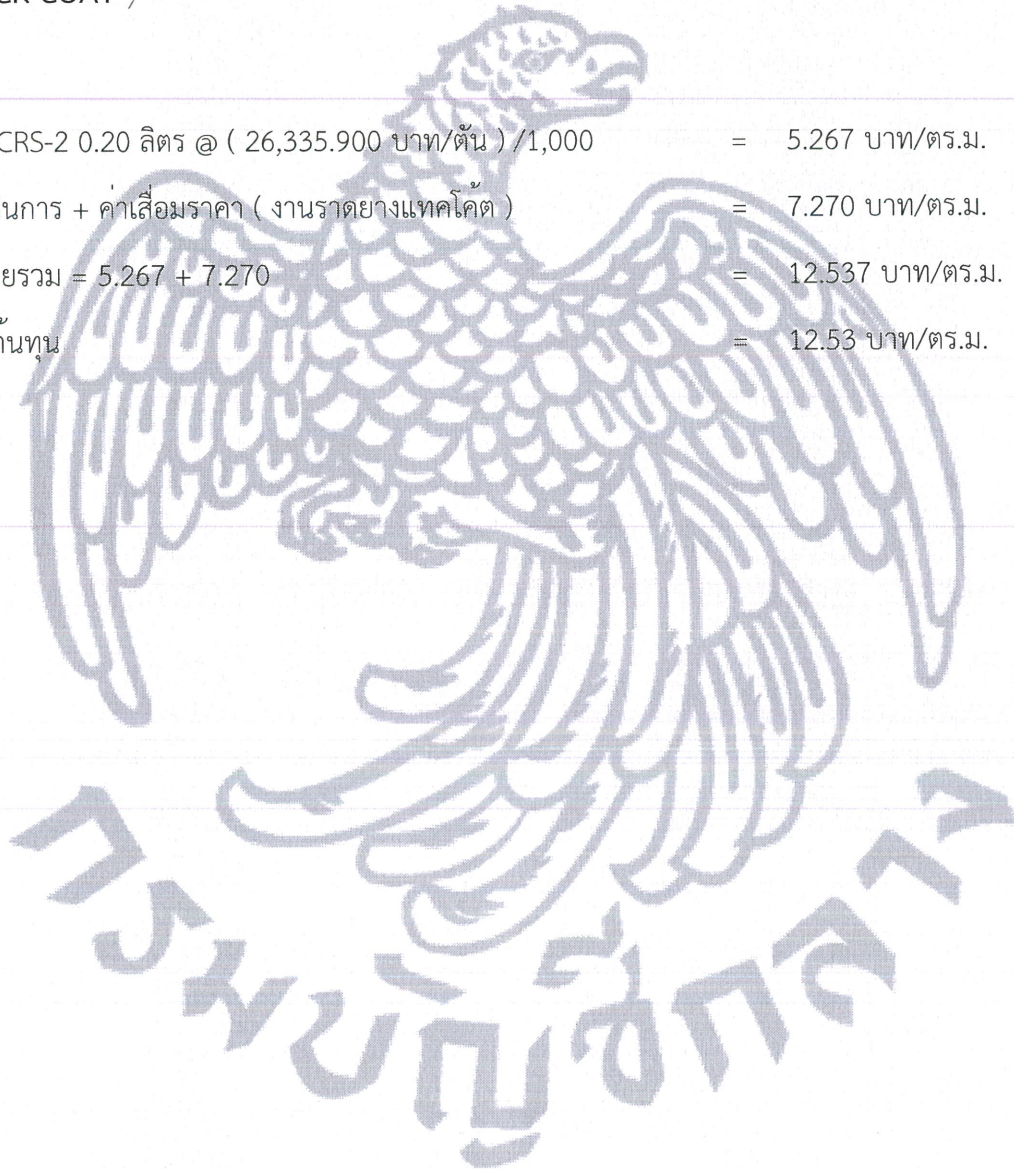 CK COAT )
CRS-2 0.20 ลิตร @ ( 26,335.900 บาท/ตัน ) /1,000 = 5.267 บาท/ตร.ม.
นการ + ค่าเสื่อมราคา ( งานราดยางแทคโค้ต ) = 7.270 บาท/ตร.ม.
ยรวม = 5.267 + 7.270 = 12.537 บาท/ตร.ม.
้นทุน = 12.53 บาท/ตร.ม.
กรมบัญชีกลาง